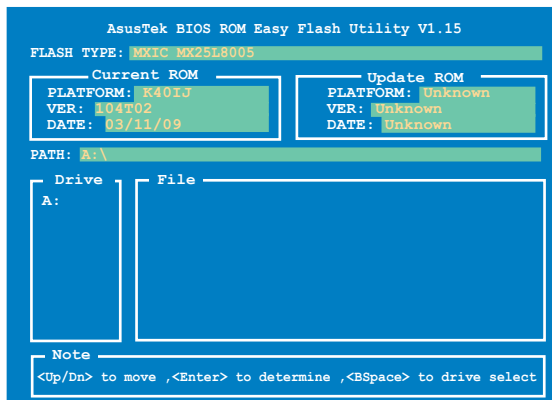 AsusTek BIOS ROM Easy Flash Utility V1.15
FLASH TYPE: MXIC MX25L8005
Current ROM
PLATFORM: K40IJ
VER: 104T02
DATE: 03/11/09
Update ROM
PLATFORM: Unknown
VER: Unknown
DATE: Unknown
PATH: A:\
Drive
A:
File
Note
<Up/Dn> to move ,<Enter> to determine ,<BSpace> to drive select